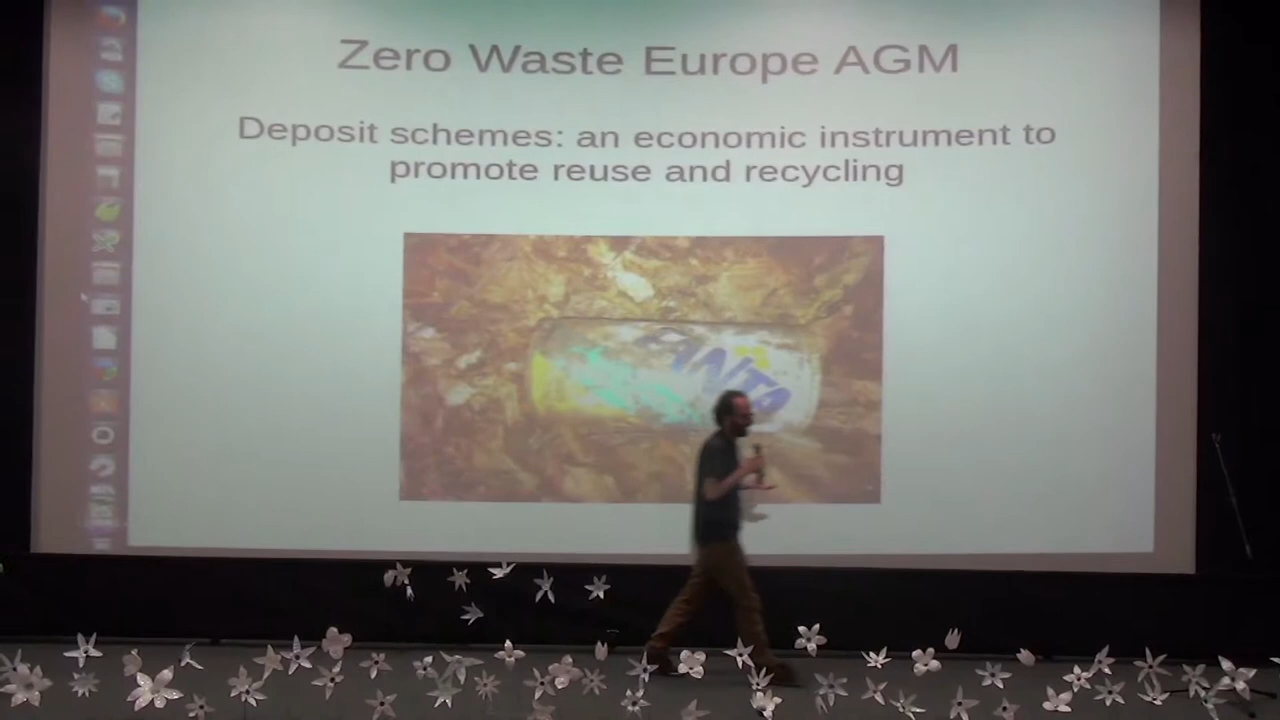 Zero Waste Europe AGM
Deposit schemes: an economic instrument to
promote reuse and recycling
FANTA